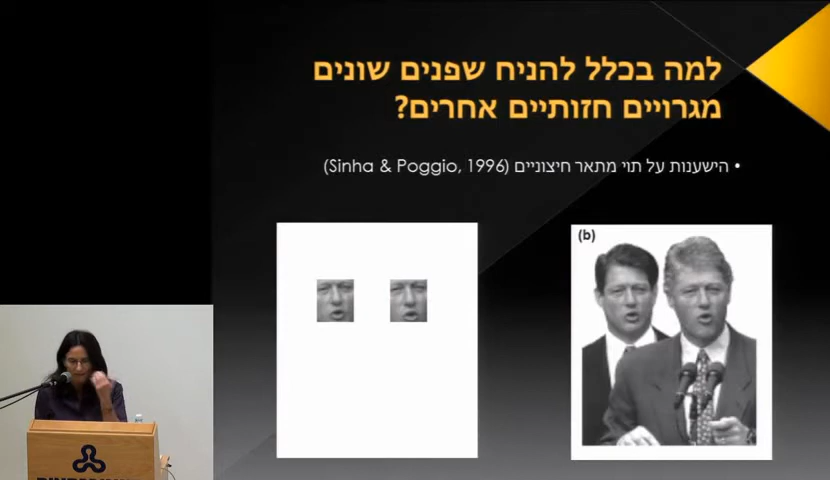 למה בכלל להניח שפנים שונים
מגרויים חזותיים אחרים?
• הישענות על תוי מתאר חיצוניים (Sinha & Poggio, 1996)
(b)